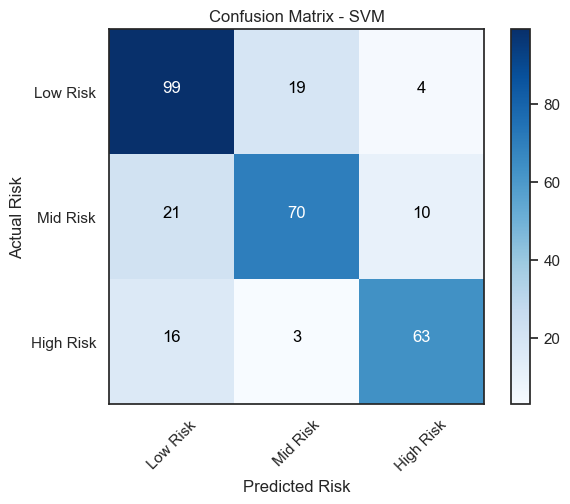 Confusion Matrix - SVM
Low Risk
99
19
4
Mid Risk
21
70
10
High Risk
16
3
63
Low Risk
Mid Risk
High Risk
Predicted Risk
Actual Risk
80
60
40
20